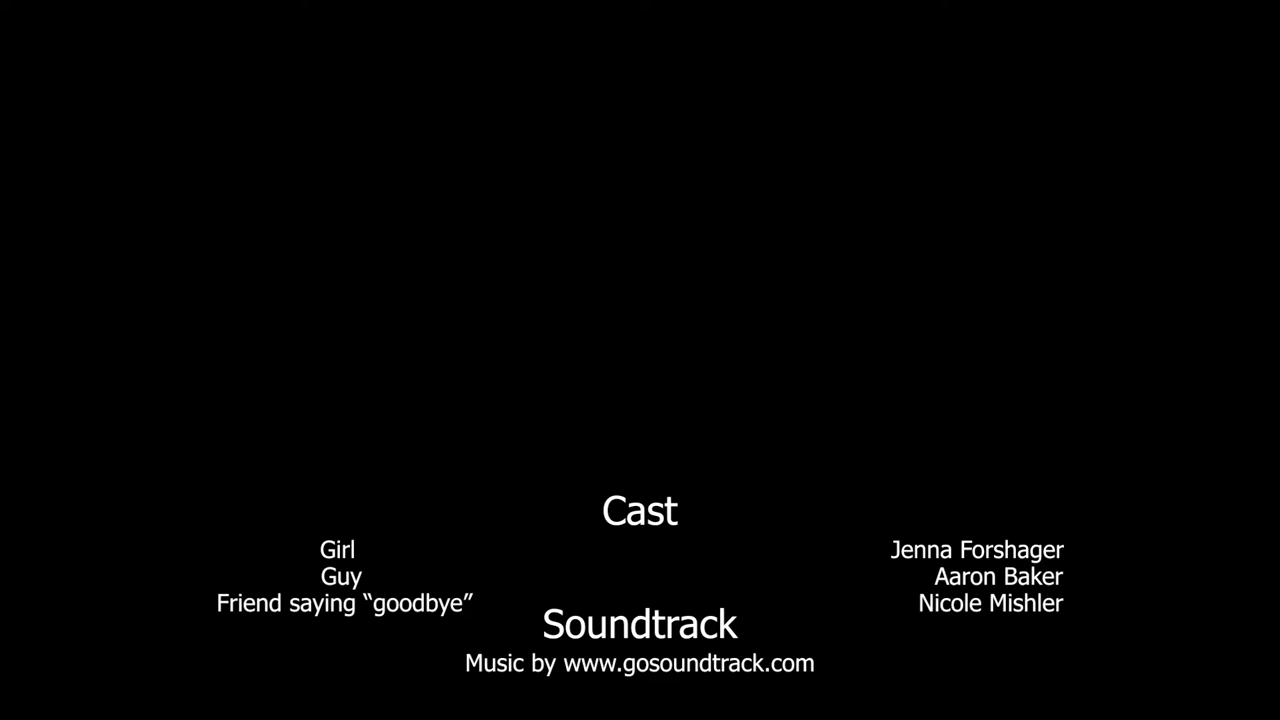 Cast
Girl Jenna Forshager
Guy Aaron Baker
Friend saying “goodbye” Nicole Mishler
Soundtrack
Music by www.gosoundtrack.com